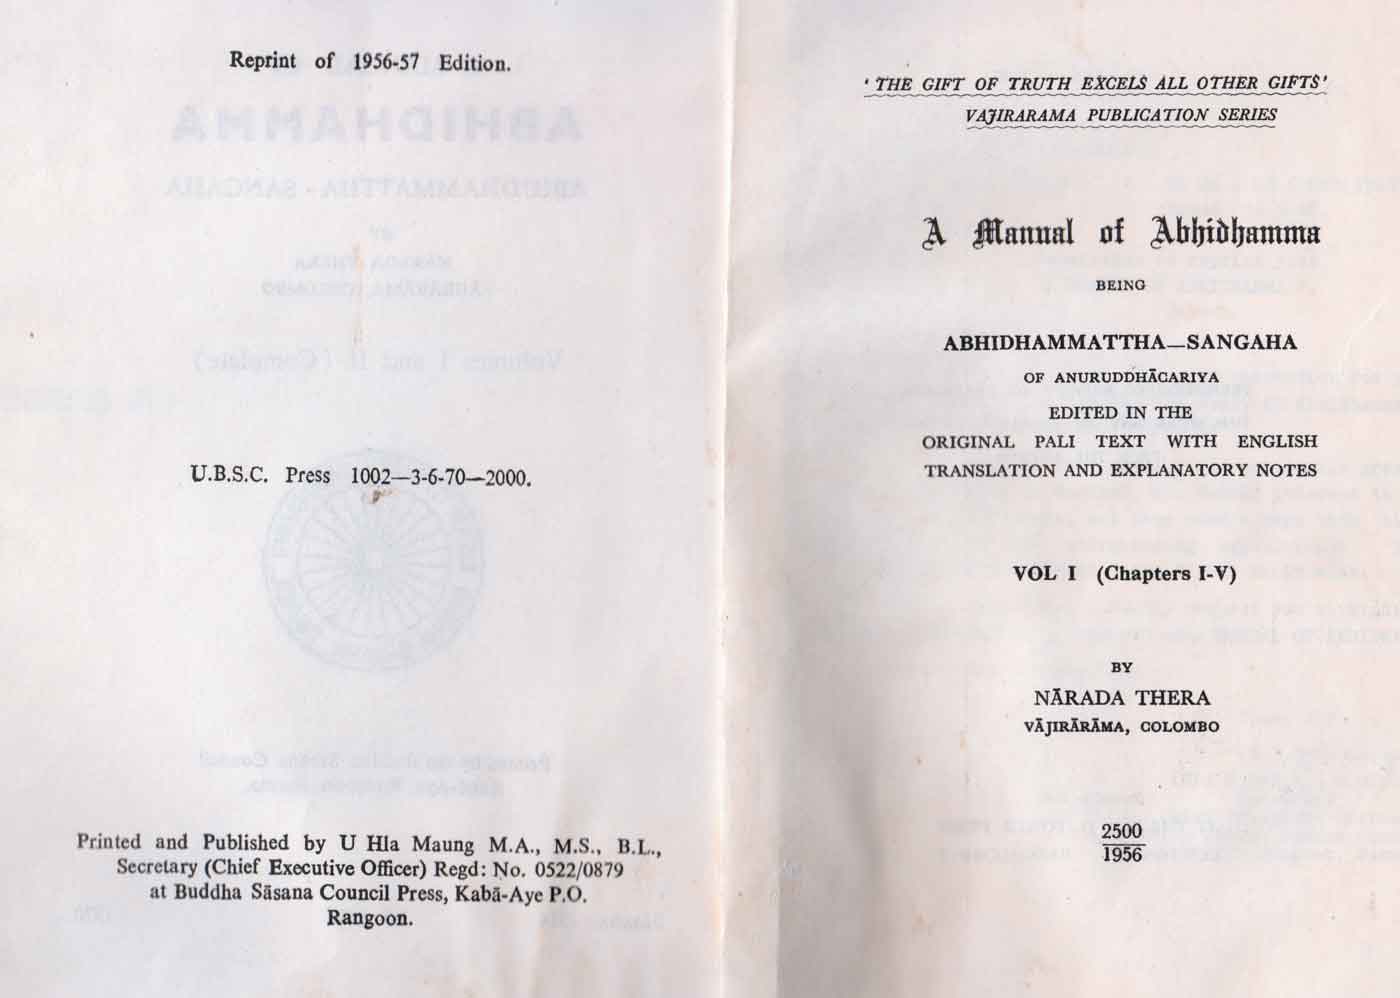 Reprint of 1956-57 Edition.
U.B.S.C. Press 1002—3-6-70—2000.
Printed and Published by U Hla Maung M.A., M.S., B.L.,
Secretary (Chief Executive Officer) Regd: No. 0522/0879
at Buddha Sāsana Council Press, Kabā-Aye P.O.
Rangoon.
‘ THE GIFT OF TRUTH EXCELS ALL OTHER GIFTS’
VAJIRARAMA PUBLICATION SERIES
A Manual of Abhidhamma
BEING
ABHIDHAMMATTHA—SANGAHA
OF ANURUDDHĀCARIYA
EDITED IN THE
ORIGINAL PALI TEXT WITH ENGLISH
TRANSLATION AND EXPLANATORY NOTES
VOL I (Chapters I-V)
BY
NĀRADA THERA
VĀJIRĀRĀMA, COLOMBO
2500
1956